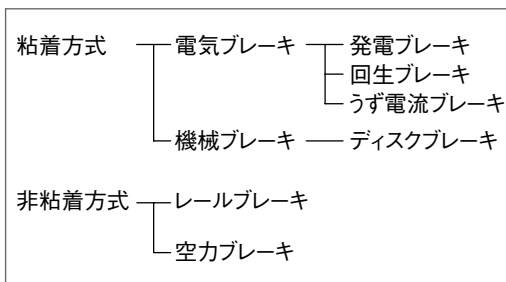 粘着方式 電気ブレーキ 発電ブレーキ
回生ブレーキ
うず電流ブレーキ
機械ブレーキ ディスクブレーキ
非粘着方式 レールブレーキ
空力ブレーキ